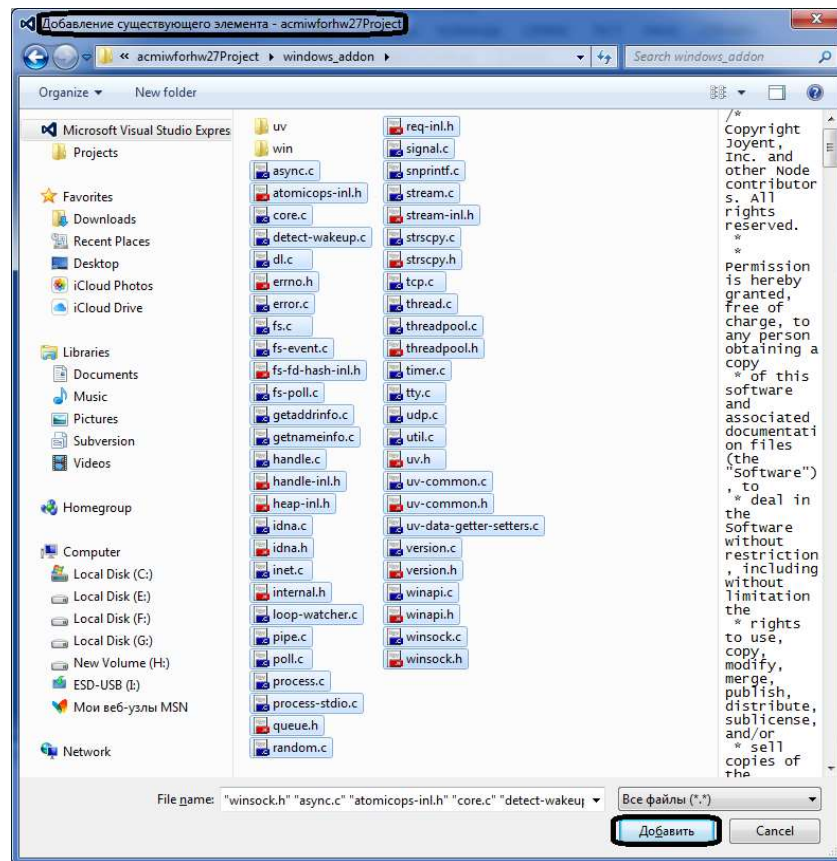 Добавление существующего элемента - acmiwforhw27Project
« acmiwforhw27Project windows_addon
Search windows_addon
Organize
New folder
Microsoft Visual Studio Expres
Projects
Favorites
Downloads
Recent Places
Desktop
iCloud Photos
iCloud Drive
Libraries
Documents
Music
Pictures
Subversion
Videos
Homegroup
Computer
Local Disk (C:)
Local Disk (E:)
Local Disk (F:)
Local Disk (G:)
New Volume (H:)
ESD-USB (I:)
Мои веб-узлы MSN
Network
uv
win
async.c
atomicops-inl.h
core.c
detect-wakeup.c
dl.c
errno.h
error.c
fs.c
fs-event.c
fs-fd-hash-inl.h
fs-poll.c
getaddrinfo.c
getnameinfo.c
handle.c
handle-inl.h
heap-inl.h
idna.c
idna.h
inet.c
internal.h
loop-watcher.c
pipe.c
poll.c
process.c
process-stdio.c
queue.h
random.c
req-inl.h
signal.c
snprintf.c
stream.c
stream-inl.h
strscpy.c
strscpy.h
tcp.c
thread.c
threadpool.c
threadpool.h
timer.c
tty.c
udp.c
util.c
uv.h
uv-common.c
uv-common.h
uv-data-getter-setters.c
version.c
version.h
winapi.c
winapi.h
winsock.c
winsock.h
/*
Copyright
Joyent,
Inc. and
other Node
contributor
s. All
rights
reserved.
*
*
Permission
is hereby
granted,
free of
charge, to
any person
obtaining a
copy
* of this
software
and
associated
documentati
on files
(the
"Software")
, to
* deal in
the
Software
without
restriction
, including
without
limitation
the
* rights
to use,
copy,
modify,
merge,
publish,
distribute,
sublicense,
and/or
* sell
copies of
the
File name:
"winsock.h" "async.c" "atomicops-inl.h" "core.c" "detect-wakeu
Все файлы (*.*)
Добавить
Cancel